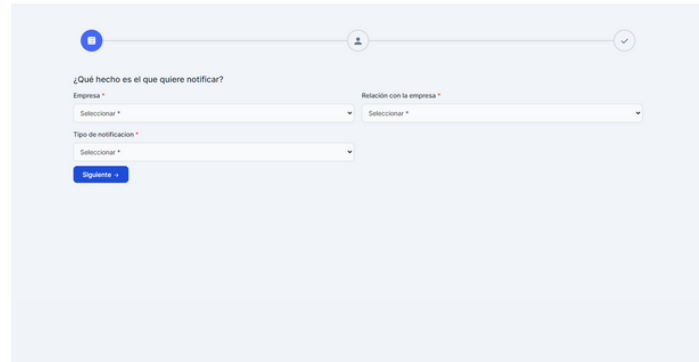 ¿Qué hecho es el que quiere notificar?
Empresa *
Relación con la empresa *
Seleccionar *
Seleccionar *
Tipo de notificacion *
Seleccionar *
Siguiente →